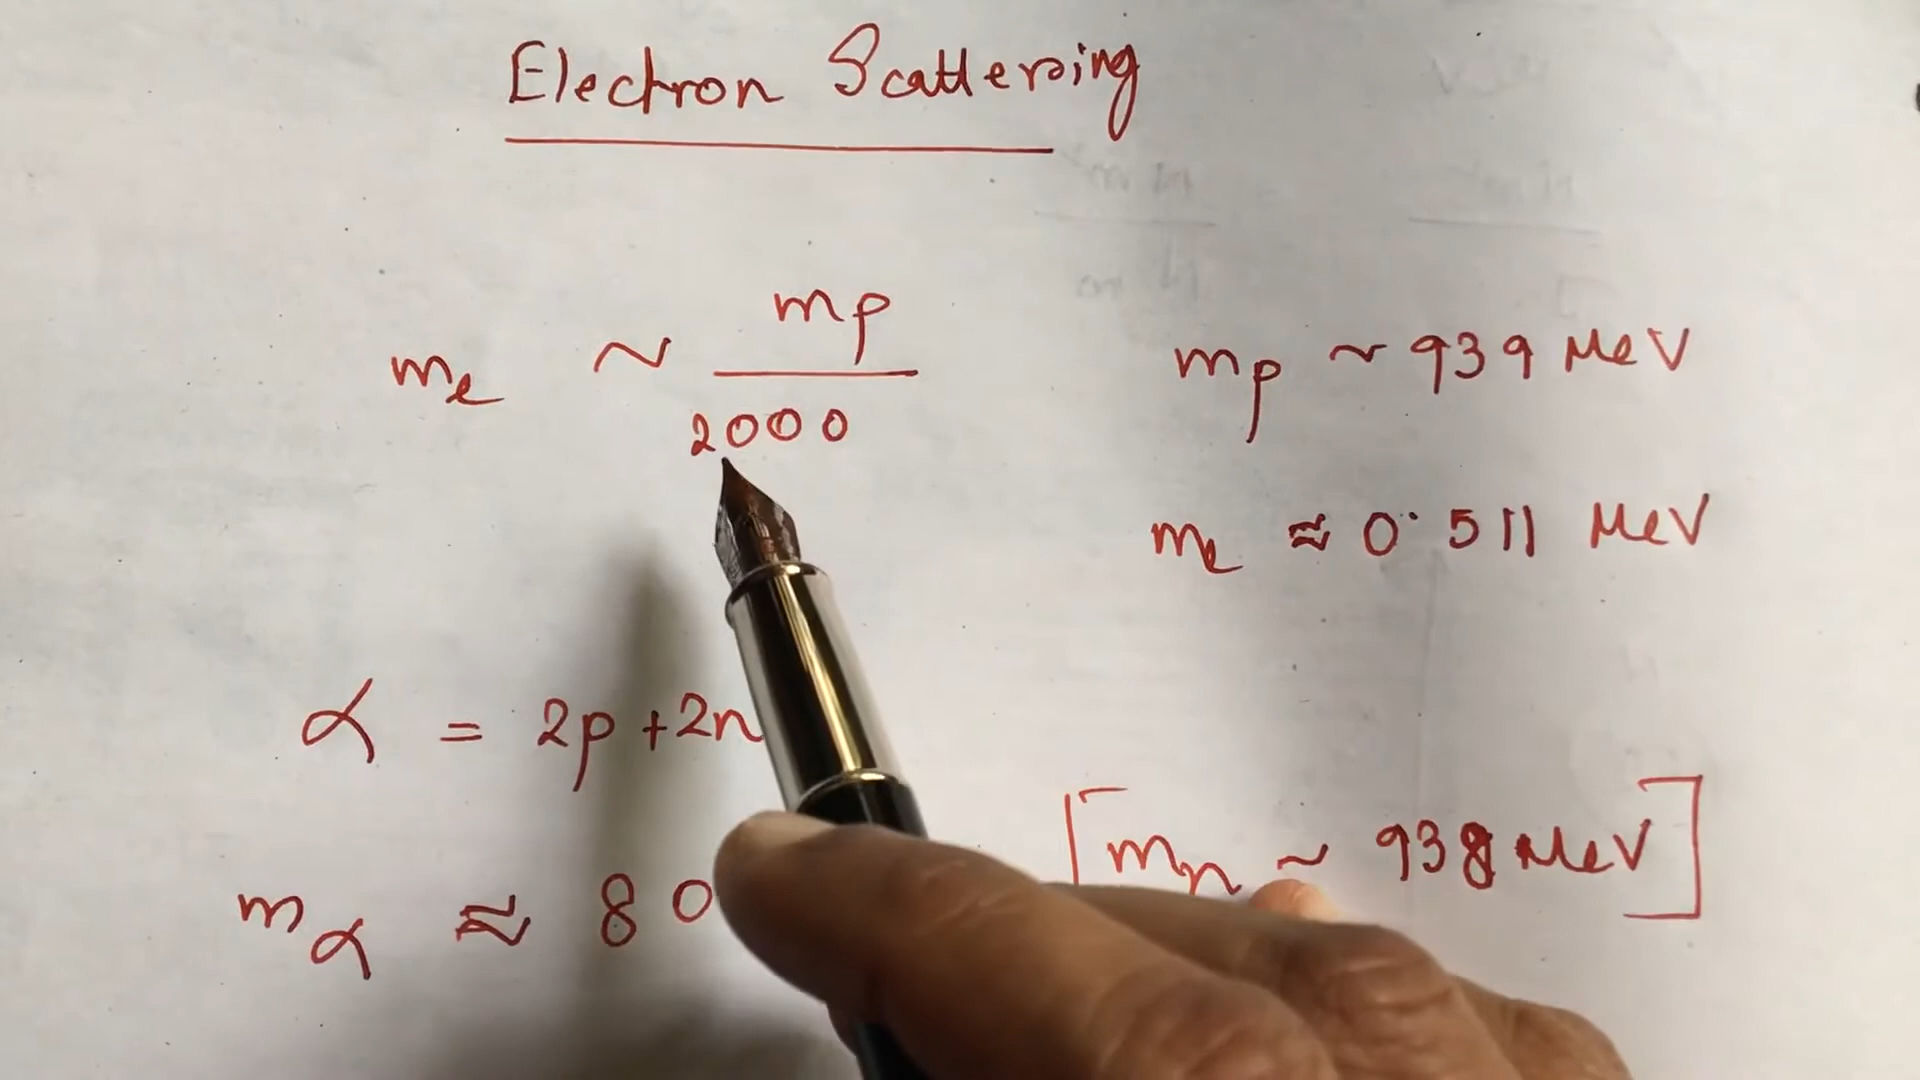 Electron Scattering
me ~ mp / 2000
mp ~ 939 MeV
me ≈ 0.511 MeV
α = 2p + 2n
[mn ~ 938 MeV]
mα ≈ 80